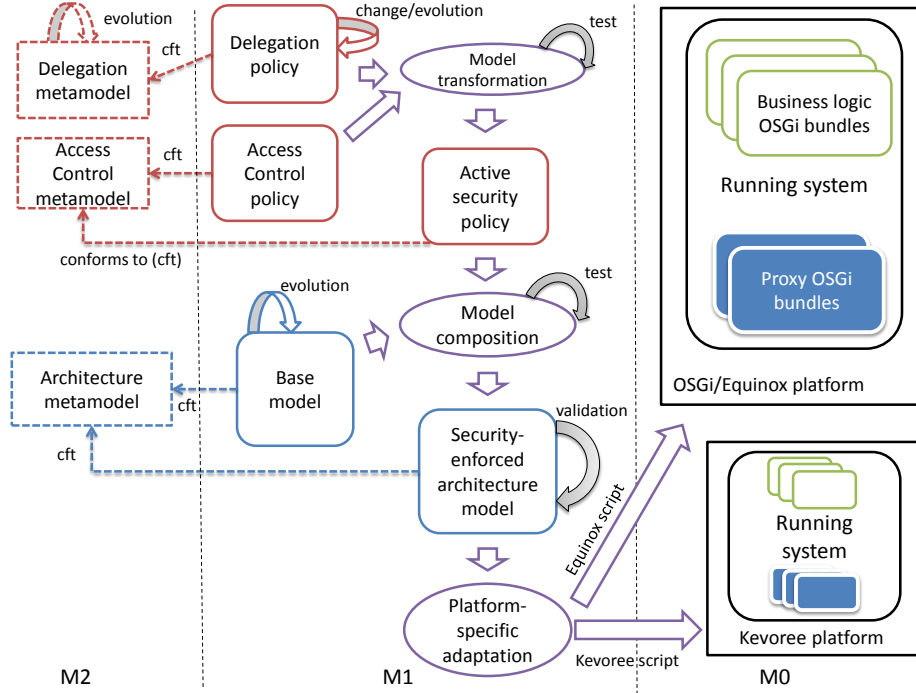 evolution
cft
Delegation
metamodel
Access
Control
metamodel
cft
conforms to (cft)
Architecture
metamodel
cft
cft
M2
change/evolution
Delegation
policy
Access
Control
policy
test
Model
transformation
Active
security
policy
evolution
Base
model
test
Model
composition
validation
Security-
enforced
architecture
model
Platform-
specific
adaptation
Equinox script
Kevoree script
M1
Business logic
OSGi bundles
Running system
Proxy OSGi
bundles
OSGi/Equinox platform
Running
system
Kevoree platform
M0